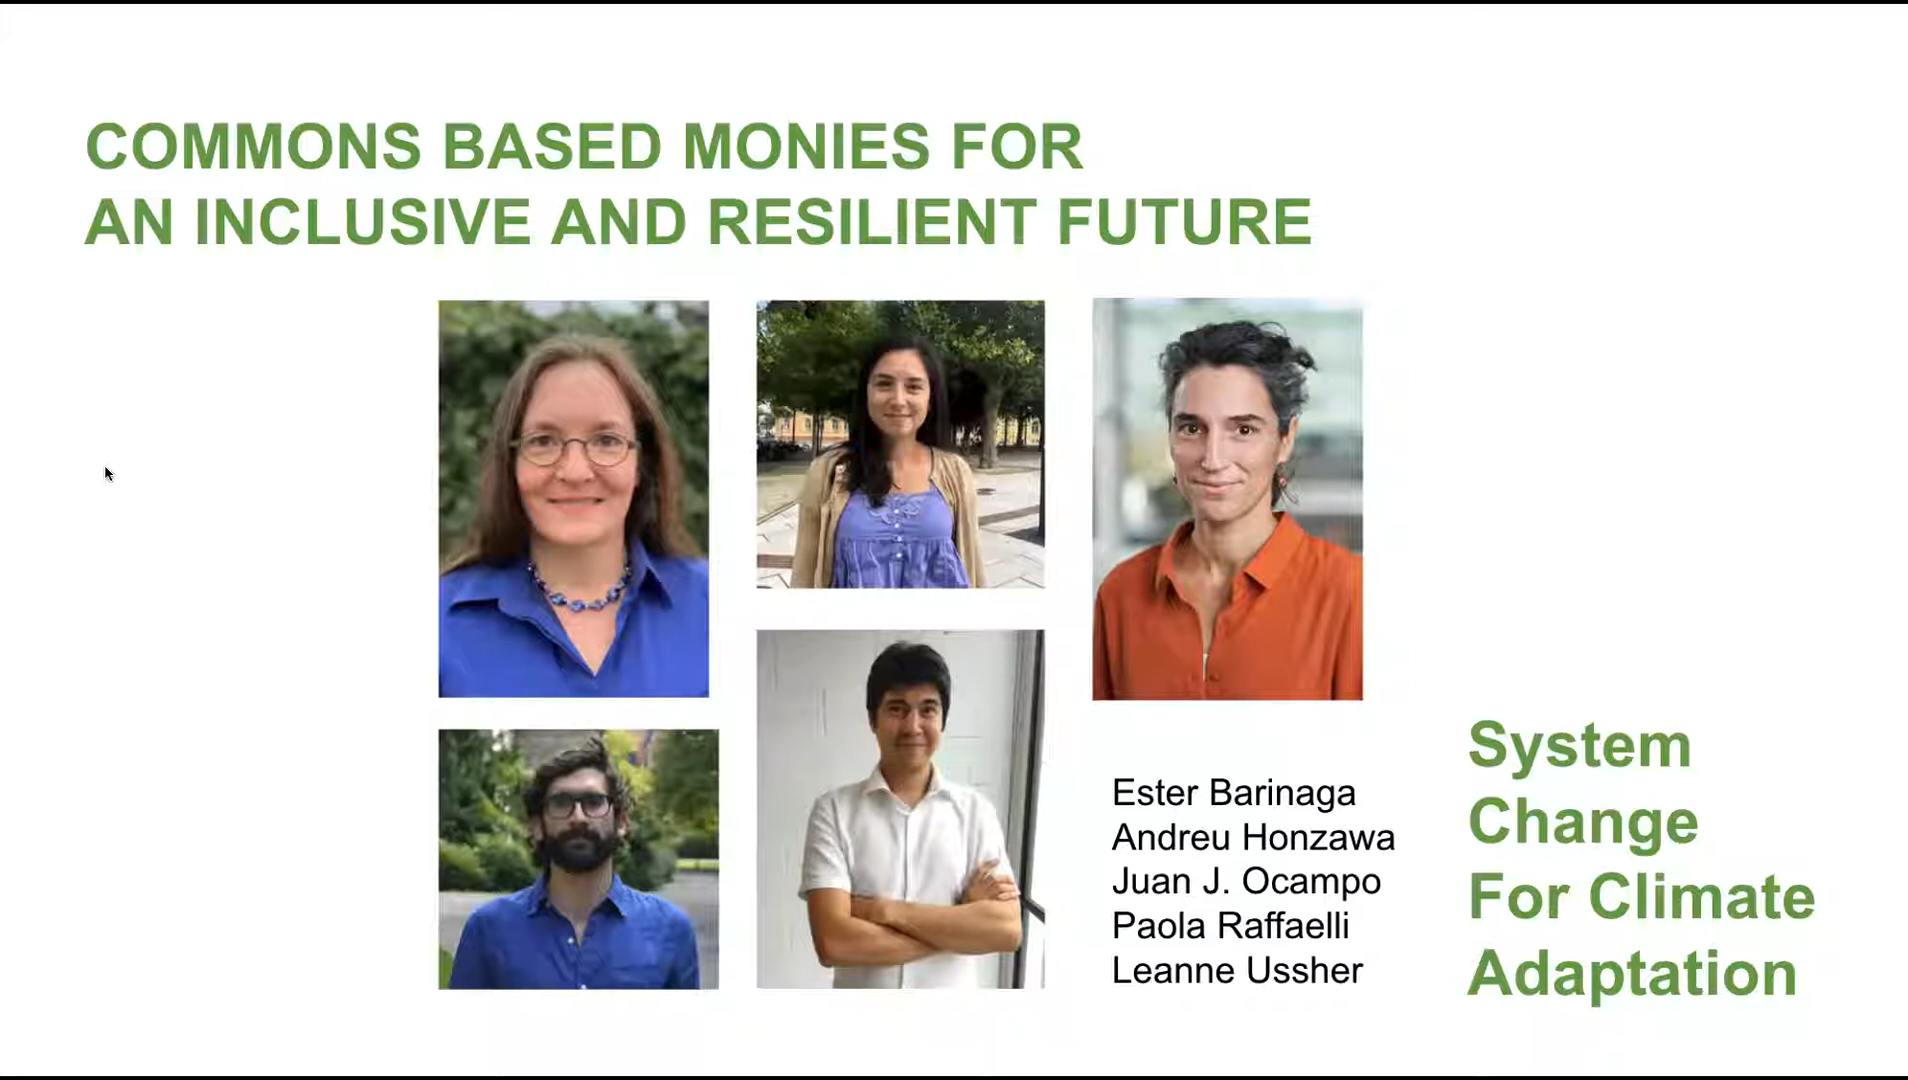 COMMONS BASED MONIES FOR
AN INCLUSIVE AND RESILIENT FUTURE
Ester Barinaga
Andreu Honzawa
Juan J. Ocampo
Paola Raffaelli
Leanne Ussher
System
Change
For Climate
Adaptation